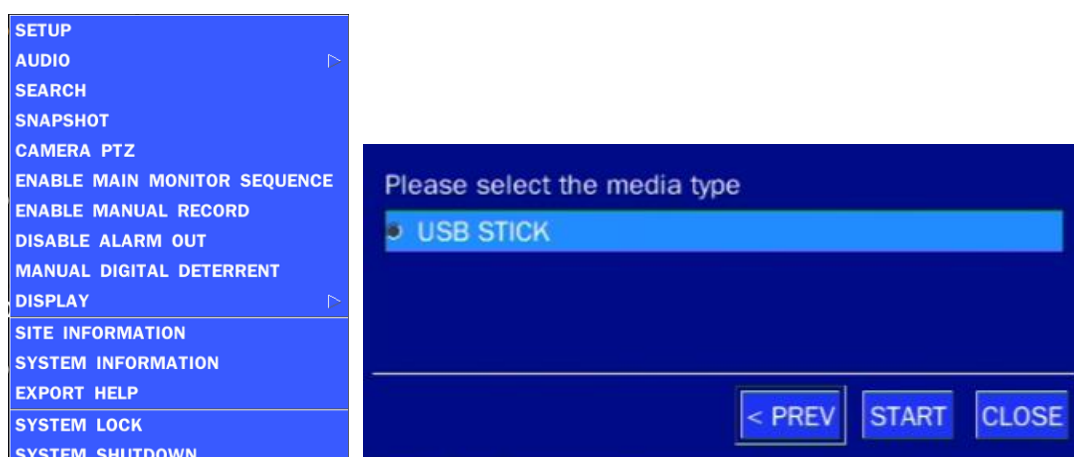 SETUP
AUDIO
SEARCH
SNAPSHOT
CAMERA PTZ
ENABLE MAIN MONITOR SEQUENCE
ENABLE MANUAL RECORD
DISABLE ALARM OUT
MANUAL DIGITAL DETERRENT
DISPLAY
SITE INFORMATION
SYSTEM INFORMATION
EXPORT HELP
SYSTEM LOCK
SYSTEM SHUTDOWN
Please select the media type
USB STICK
< PREV START CLOSE